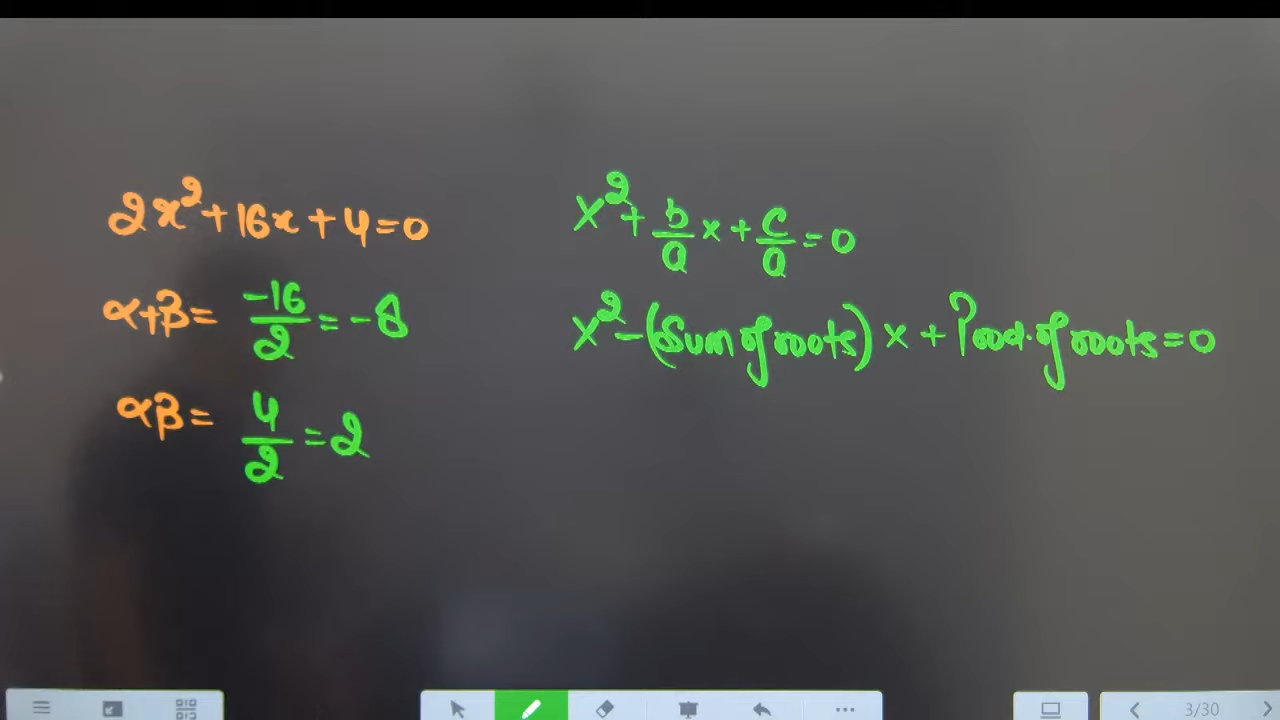 2x²+16x+4=0
α+β= -16/2 = -8
αβ= 4/2 = 2
x²+ b/a x + c/a = 0
x²-(Sum of roots) x + Prod. of roots=0
3/30